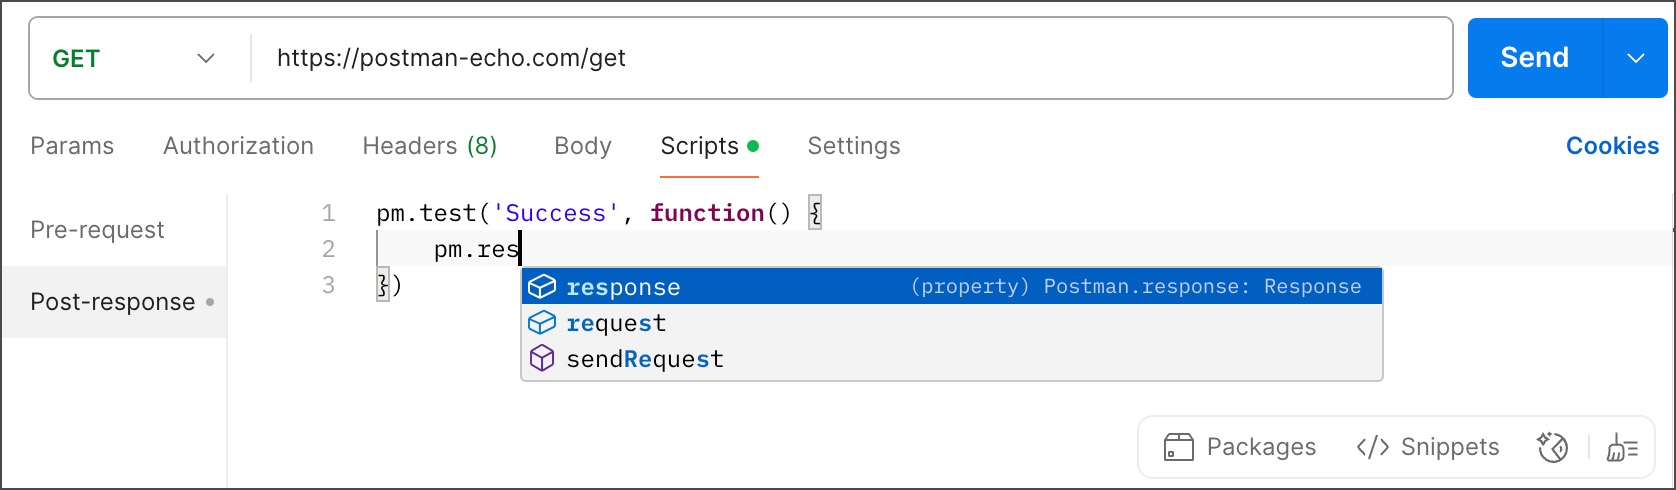 GET https://postman-echo.com/get Send
Params Authorization Headers (8) Body Scripts Settings Cookies
Pre-request
Post-response
1 pm.test('Success', function() {
2 pm.res
3 })
response (property) Postman.response: Response
request
sendRequest
Packages </> Snippets